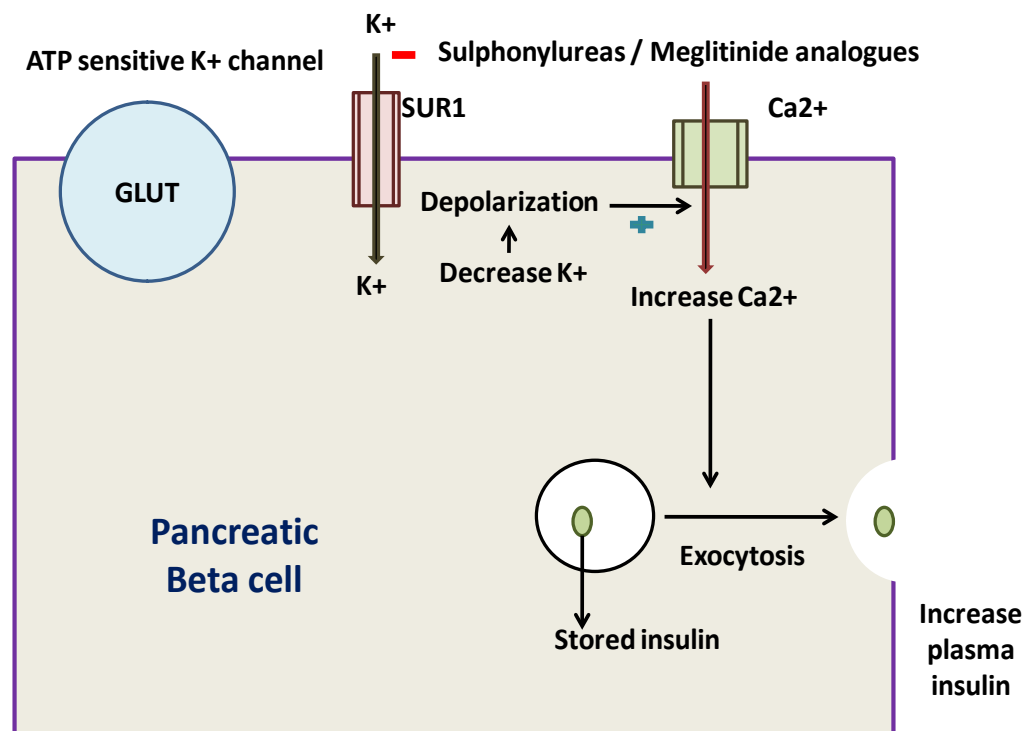 K+
Sulphonylureas / Meglitinide analogues
ATP sensitive K+ channel
SUR1
Ca2+
GLUT
Depolarization
Decrease K+
K+
Increase Ca2+
Pancreatic
Beta cell
Exocytosis
Stored insulin
Increase
plasma
insulin